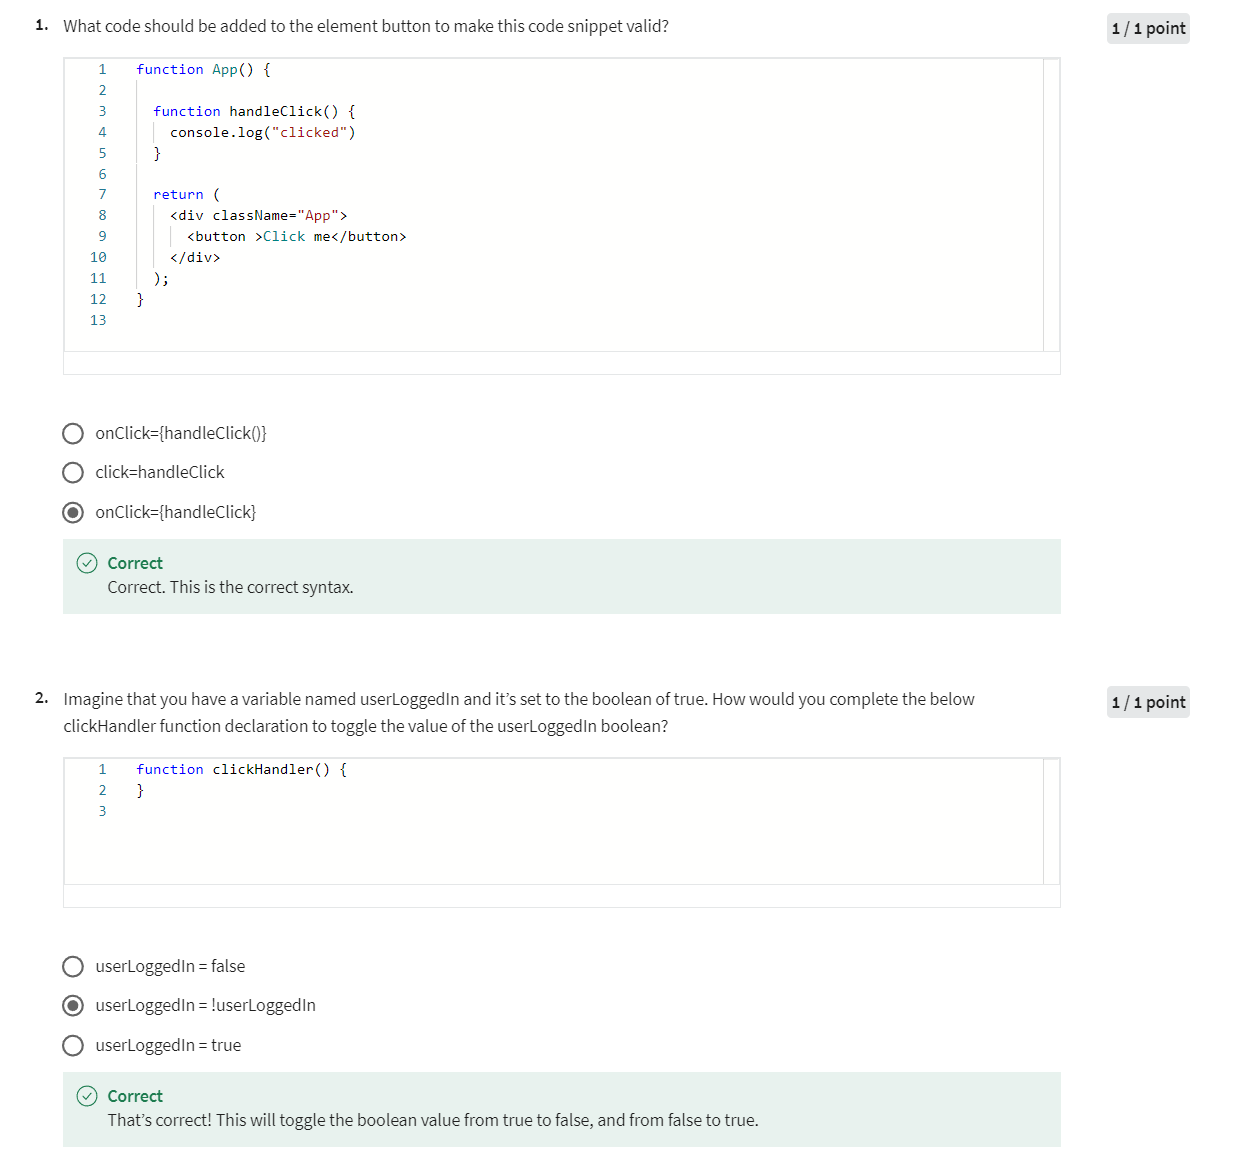 1. What code should be added to the element button to make this code snippet valid?
1 / 1 point
1 function App() {
2
3 function handleClick() {
4 console.log("clicked")
5 }
6
7 return (
8 <div className="App">
9 <button >Click me</button>
10 </div>
11 );
12 }
13
onClick={handleClick()}
click=handleClick
onClick={handleClick}
Correct
Correct. This is the correct syntax.
2. Imagine that you have a variable named userLoggedIn and it’s set to the boolean of true. How would you complete the below
clickHandler function declaration to toggle the value of the userLoggedIn boolean?
1 / 1 point
1 function clickHandler() {
2 }
3
userLoggedIn = false
userLoggedIn = !userLoggedIn
userLoggedIn = true
Correct
That’s correct! This will toggle the boolean value from true to false, and from false to true.